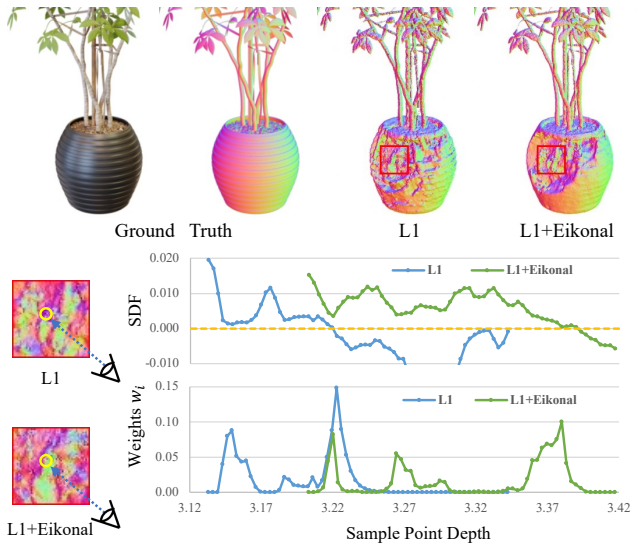 Ground Truth
L1
L1+Eikonal
L1
L1+Eikonal
SDF
0.020
0.010
0.000
-0.010
L1
L1+Eikonal
Weights wᵢ
0.15
0.10
0.05
0.00
L1
L1+Eikonal
3.12
3.17
3.22
3.27
3.32
3.37
3.42
Sample Point Depth